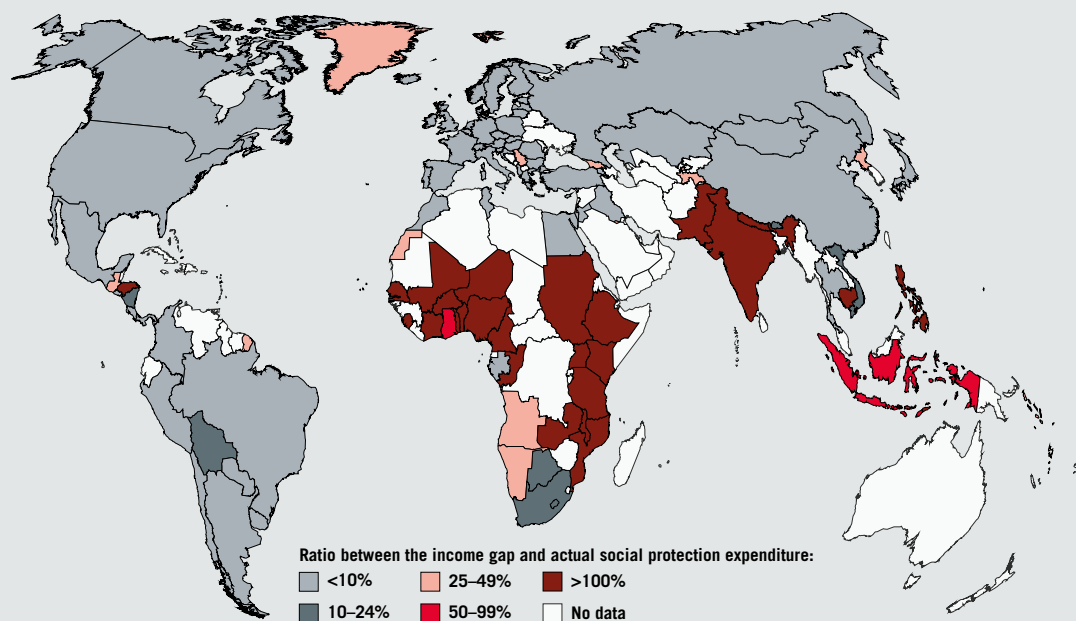 Ratio between the income gap and actual social protection expenditure:
<10% 25–49% >100%
10–24% 50–99% No data